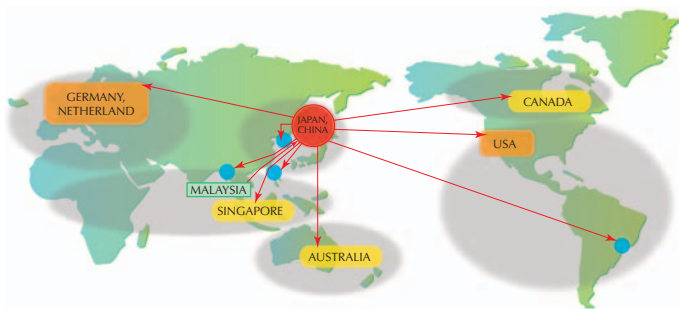 GERMANY,
NETHERLAND
JAPAN,
CHINA
CANADA
USA
MALAYSIA
SINGAPORE
AUSTRALIA